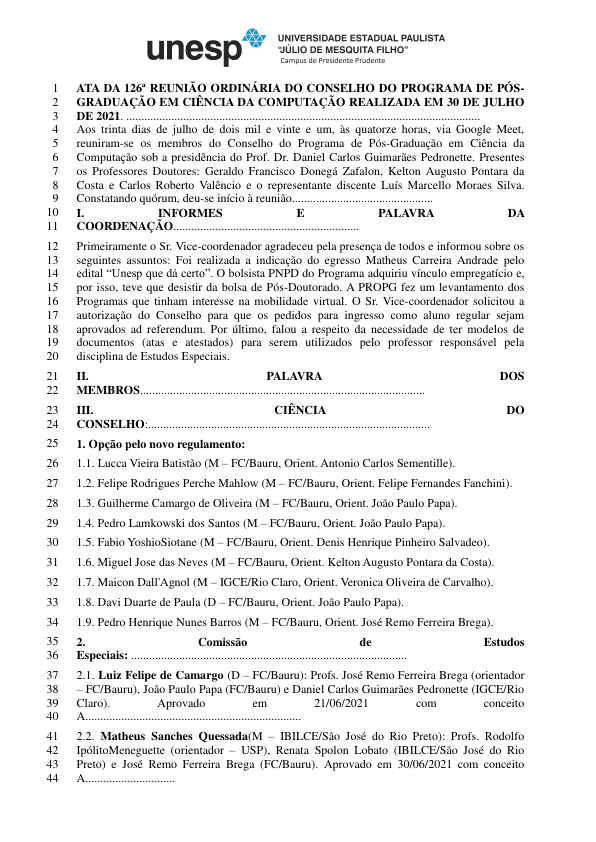 unesp
UNIVERSIDADE ESTADUAL PAULISTA
"JÚLIO DE MESQUITA FILHO"
Campus de Presidente Prudente
1 ATA DA 126ª REUNIÃO ORDINÁRIA DO CONSELHO DO PROGRAMA DE PÓS-
2 GRADUAÇÃO EM CIÊNCIA DA COMPUTAÇÃO REALIZADA EM 30 DE JULHO
3 DE 2021. ......................................................................................................................
4 Aos trinta dias de julho de dois mil e vinte e um, às quatorze horas, via Google Meet,
5 reuniram-se os membros do Conselho do Programa de Pós-Graduação em Ciência da
6 Computação sob a presidência do Prof. Dr. Daniel Carlos Guimarães Pedronette. Presentes
7 os Professores Doutores: Geraldo Francisco Donegá Zafalon, Kelton Augusto Pontara da
8 Costa e Carlos Roberto Valêncio e o representante discente Luís Marcello Moraes Silva.
9 Constatando quórum, deu-se início à reunião...............................................
10 I. INFORMES E PALAVRA DA
11 COORDENAÇÃO..............................................................
12 Primeiramente o Sr. Vice-coordenador agradeceu pela presença de todos e informou sobre os
13 seguintes assuntos: Foi realizada a indicação do egresso Matheus Carreira Andrade pelo
14 edital “Unesp que dá certo”. O bolsista PNPD do Programa adquiriu vínculo empregatício e,
15 por isso, teve que desistir da bolsa de Pós-Doutorado. A PROPG fez um levantamento dos
16 Programas que tinham interesse na mobilidade virtual. O Sr. Vice-coordenador solicitou a
17 autorização do Conselho para que os pedidos para ingresso como aluno regular sejam
18 aprovados ad referendum. Por último, falou a respeito da necessidade de ter modelos de
19 documentos (atas e atestados) para serem utilizados pelo professor responsável pela
20 disciplina de Estudos Especiais.
21 II. PALAVRA DOS
22 MEMBROS...............................................................................................
23 III. CIÊNCIA DO
24 CONSELHO:..............................................................................................
25 1. Opção pelo novo regulamento:
26 1.1. Lucca Vieira Batistão (M – FC/Bauru, Orient. Antonio Carlos Sementille).
27 1.2. Felipe Rodrigues Perche Mahlow (M – FC/Bauru, Orient. Felipe Fernandes Fanchini).
28 1.3. Guilherme Camargo de Oliveira (M – FC/Bauru, Orient. João Paulo Papa).
29 1.4. Pedro Lamkowski dos Santos (M – FC/Bauru, Orient. João Paulo Papa).
30 1.5. Fabio YoshioSiotane (M – FC/Bauru, Orient. Denis Henrique Pinheiro Salvadeo).
31 1.6. Miguel Jose das Neves (M – FC/Bauru, Orient. Kelton Augusto Pontara da Costa).
32 1.7. Maicon Dall'Agnol (M – IGCE/Rio Claro, Orient. Veronica Oliveira de Carvalho).
33 1.8. Davi Duarte de Paula (D – FC/Bauru, Orient. João Paulo Papa).
34 1.9. Pedro Henrique Nunes Barros (M – FC/Bauru, Orient. José Remo Ferreira Brega).
35 2. Comissão de Estudos
36 Especiais: ............................................................................................
37 2.1. Luiz Felipe de Camargo (D – FC/Bauru): Profs. José Remo Ferreira Brega (orientador
38 – FC/Bauru), João Paulo Papa (FC/Bauru) e Daniel Carlos Guimarães Pedronette (IGCE/Rio
39 Claro). Aprovado em 21/06/2021 com conceito
40 A........................................................................
41 2.2. Matheus Sanches Quessada(M – IBILCE/São José do Rio Preto): Profs. Rodolfo
42 IpólitoMeneguette (orientador – USP), Renata Spolon Lobato (IBILCE/São José do Rio
43 Preto) e José Remo Ferreira Brega (FC/Bauru). Aprovado em 30/06/2021 com conceito
44 A..............................